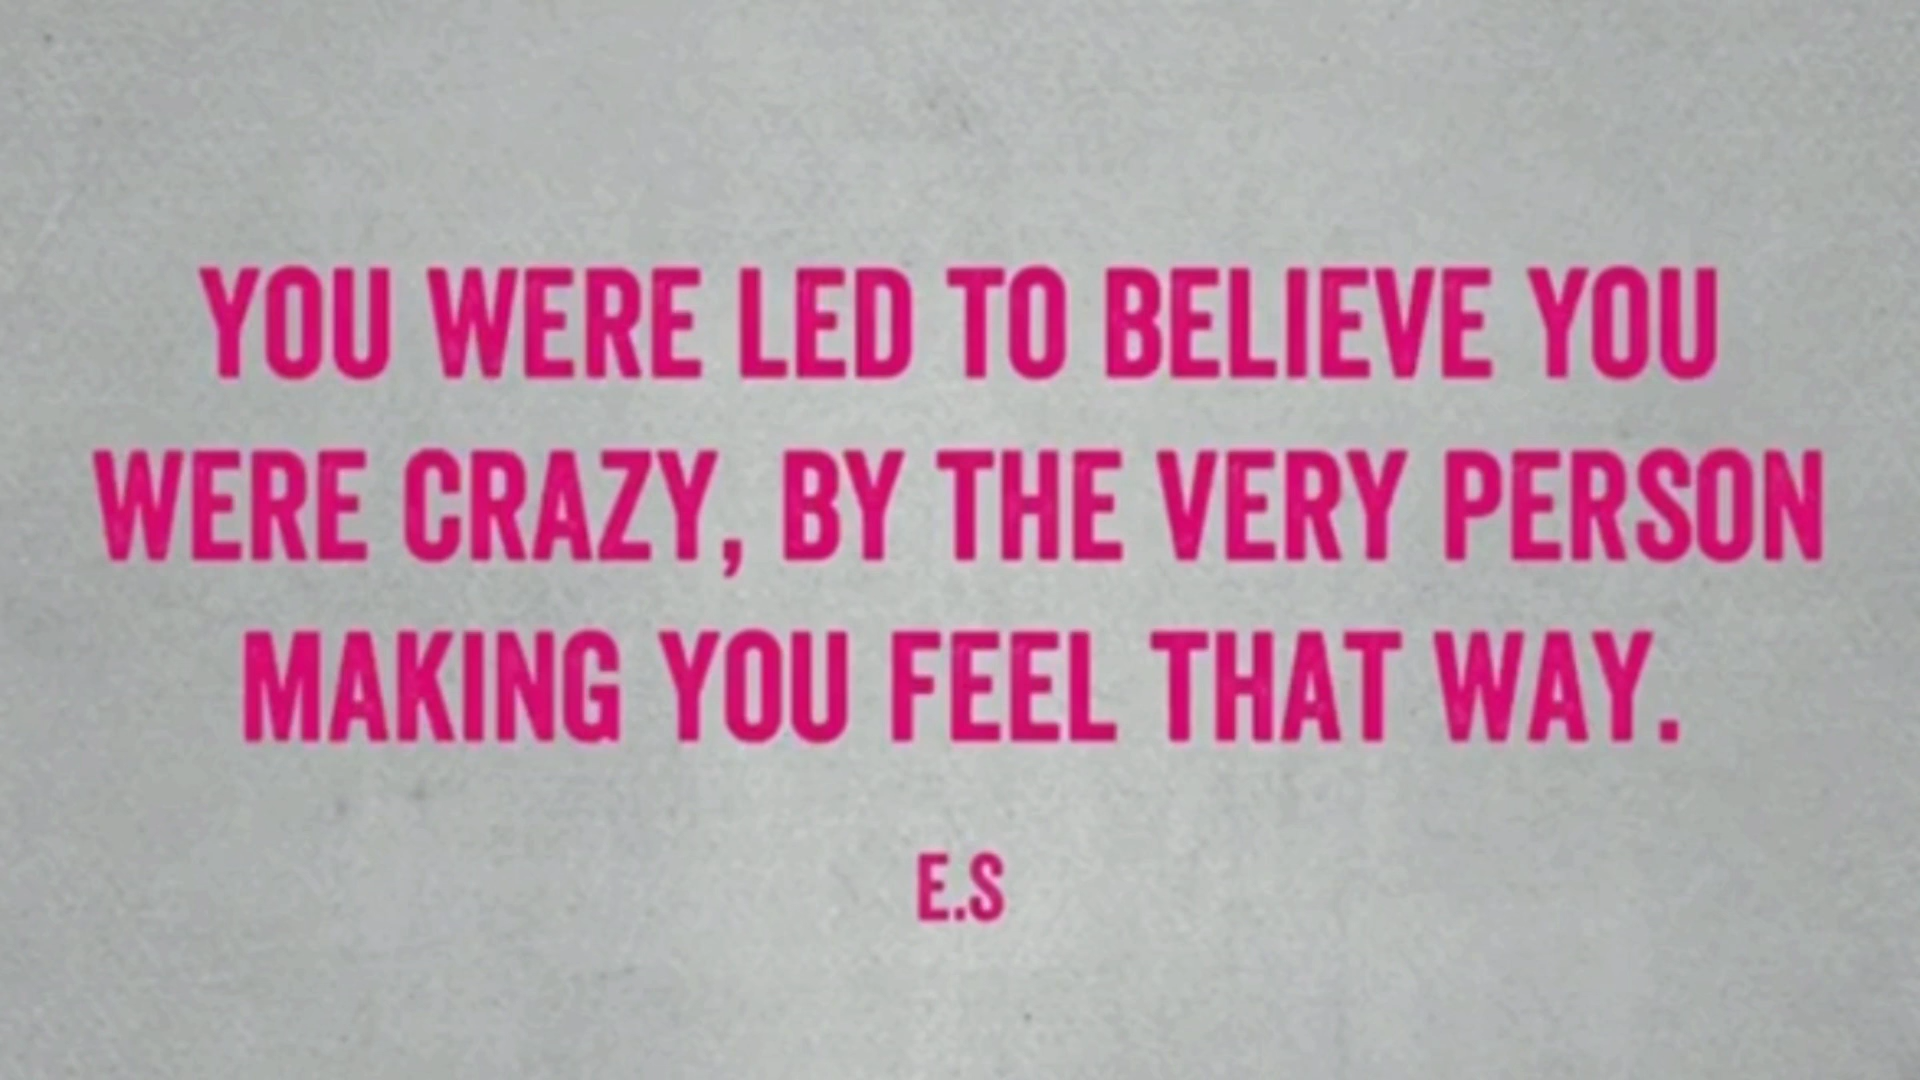 YOU WERE LED TO BELIEVE YOU
WERE CRAZY, BY THE VERY PERSON
MAKING YOU FEEL THAT WAY.
E.S